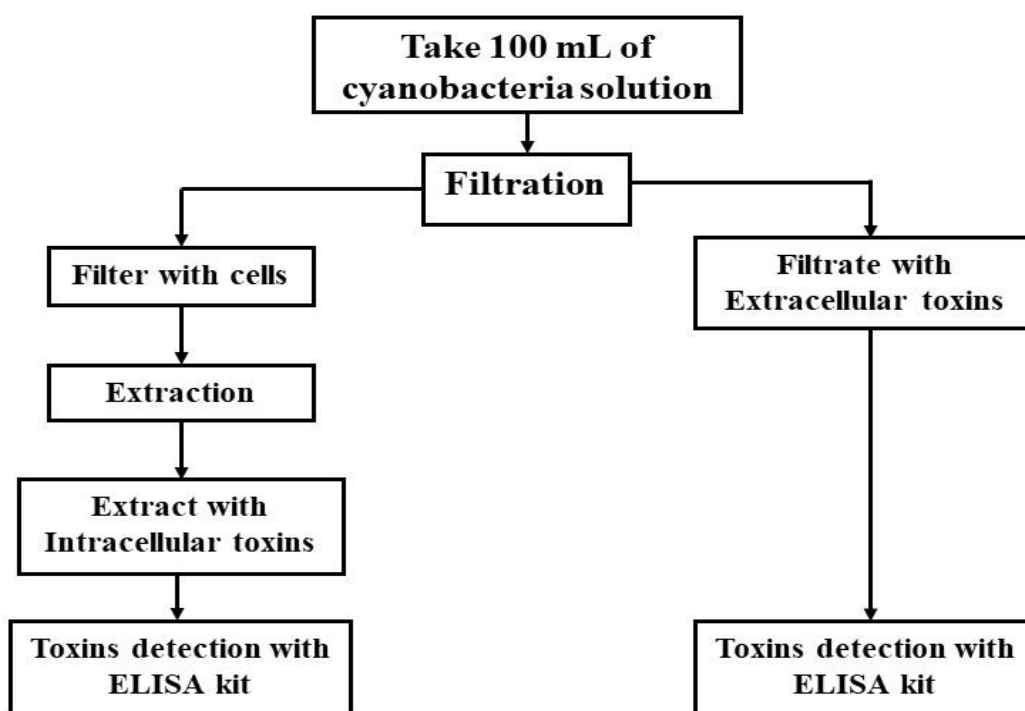 Take 100 mL of
cyanobacteria solution
Filtration
Filter with cells
Extraction
Extract with
Intracellular toxins
Toxins detection with
ELISA kit
Filtrate with
Extracellular toxins
Toxins detection with
ELISA kit